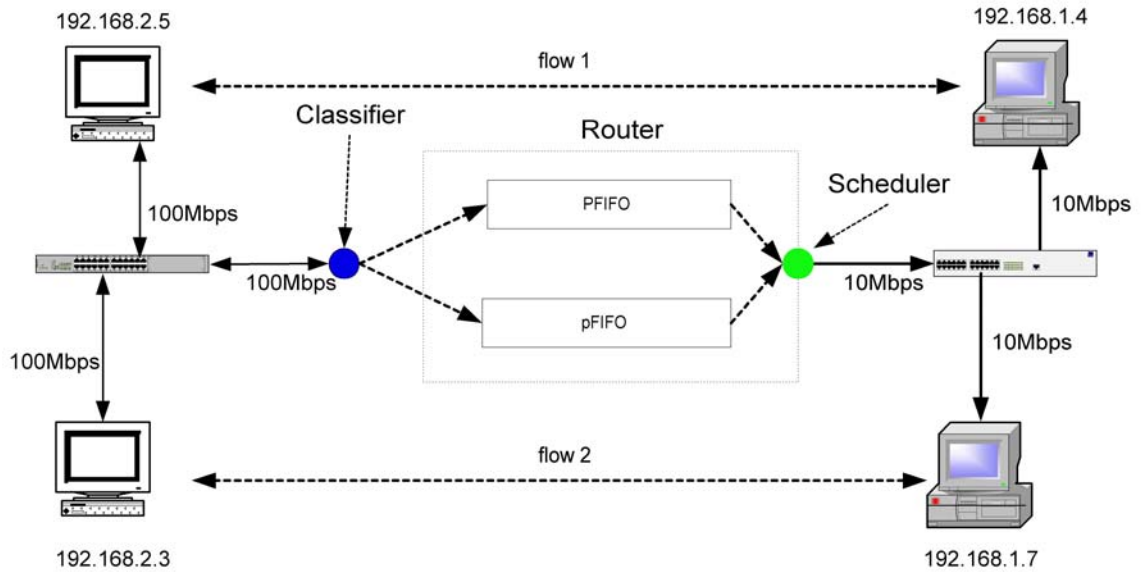 192.168.2.5
192.168.1.4
flow 1
Classifier
Router
Scheduler
PFIFO
100Mbps
10Mbps
100Mbps
10Mbps
pFIFO
100Mbps
10Mbps
flow 2
192.168.2.3
192.168.1.7